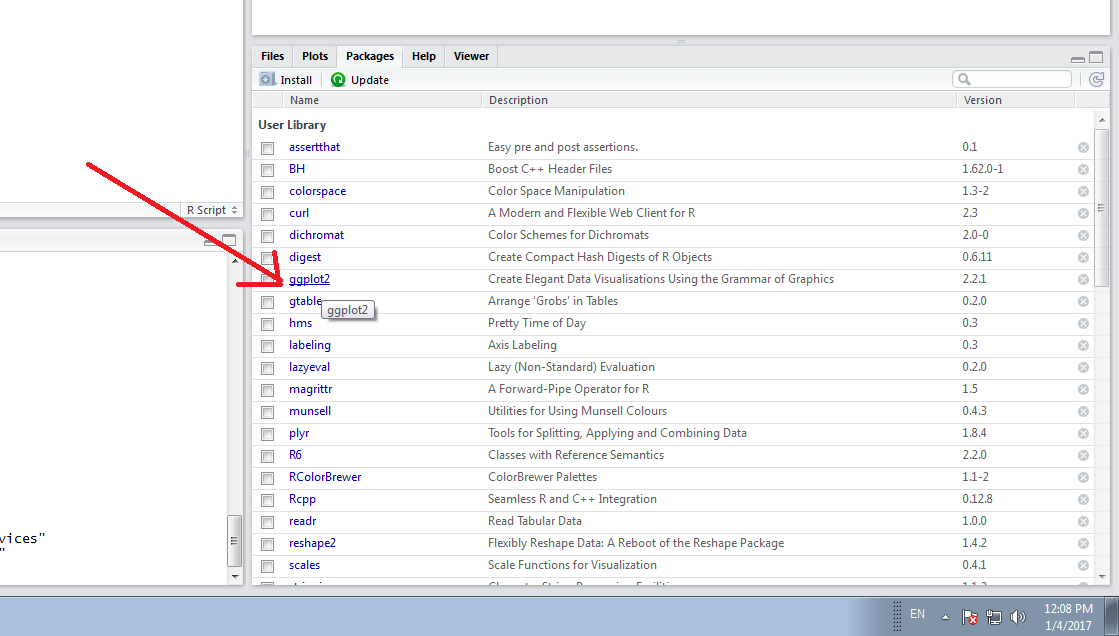 Files Plots Packages Help Viewer
Install Update
Name Description Version
User Library
assertthat Easy pre and post assertions. 0.1
BH Boost C++ Header Files 1.62.0-1
colorspace Color Space Manipulation 1.3-2
curl A Modern and Flexible Web Client for R 2.3
R Script
dichromat Color Schemes for Dichromats 2.0-0
digest Create Compact Hash Digests of R Objects 0.6.11
ggplot2 Create Elegant Data Visualisations Using the Grammar of Graphics 2.2.1
gtable Arrange 'Grobs' in Tables 0.2.0
ggplot2
hms Pretty Time of Day 0.3
labeling Axis Labeling 0.3
lazyeval Lazy (Non-Standard) Evaluation 0.2.0
magrittr A Forward-Pipe Operator for R 1.5
munsell Utilities for Using Munsell Colours 0.4.3
plyr Tools for Splitting, Applying and Combining Data 1.8.4
R6 Classes with Reference Semantics 2.2.0
RColorBrewer ColorBrewer Palettes 1.1-2
Rcpp Seamless R and C++ Integration 0.12.8
readr Read Tabular Data 1.0.0
vices"
"
reshape2 Flexibly Reshape Data: A Reboot of the Reshape Package 1.4.2
scales Scale Functions for Visualization 0.4.1
EN
12:08 PM
1/4/2017